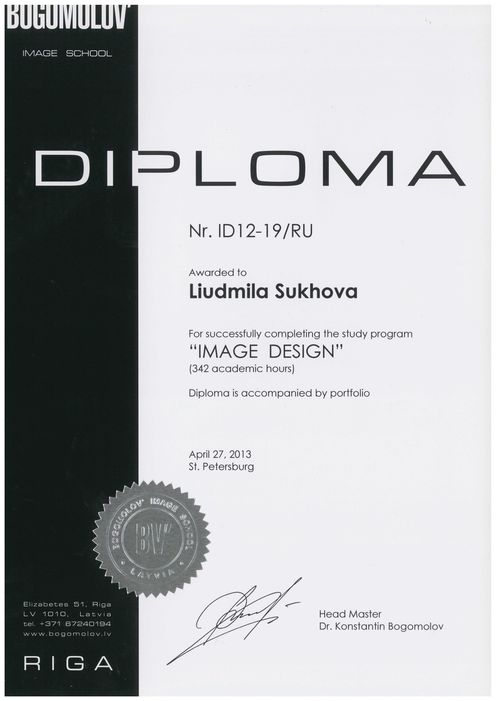 BOGOMOLOV'
IMAGE SCHOOL
DIPLOMA
Nr. ID12-19/RU
Awarded to
Liudmila Sukhova
For successfully completing the study program
“IMAGE DESIGN”
(342 academic hours)
Diploma is accompanied by portfolio
April 27, 2013
St. Petersburg
BOGOMOLOV' IMAGE SCHOOL
BV'
LATVIA
Elizabetes 51, Riga
LV 1010, Latvia
tel. +371 67240194
www.bogomolov.lv
RIGA
Head Master
Dr. Konstantin Bogomolov